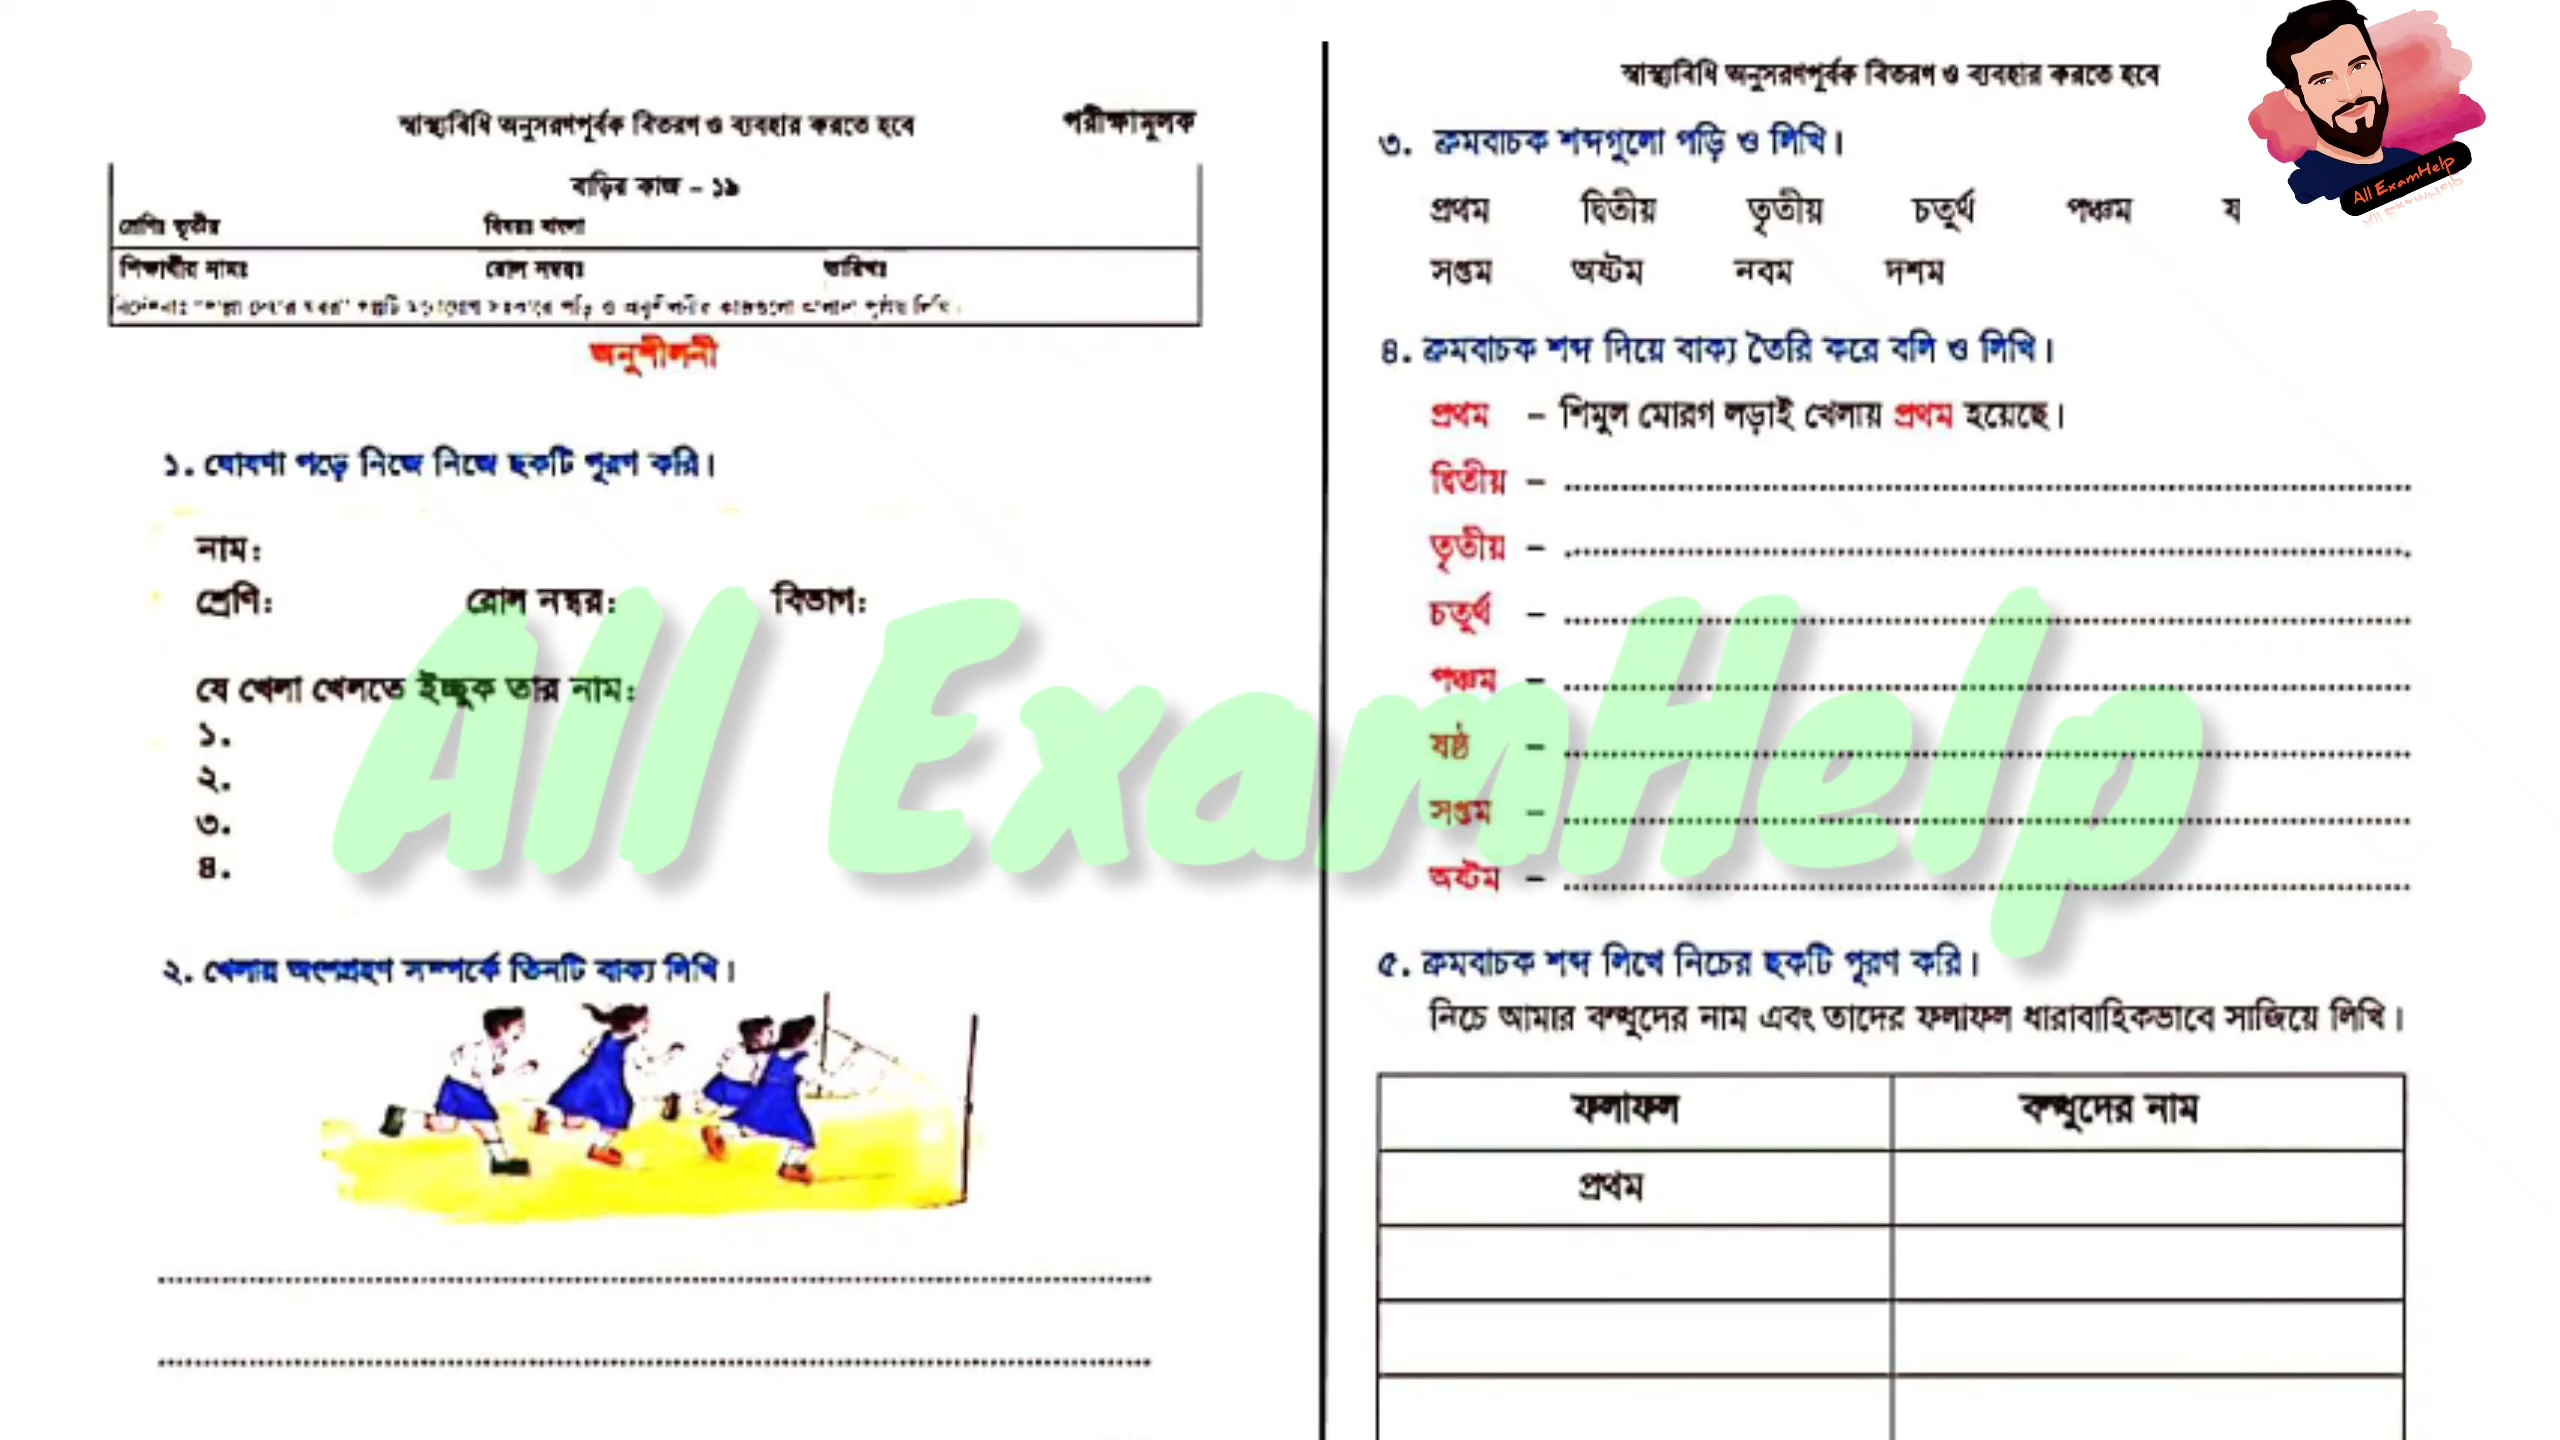 স্বাস্থ্যবিধি অনুসরণপূর্বক বিতরণ ও ব্যবহার করতে হবে
পরীক্ষামূলক
বাড়ির কাজ – ১৯
শ্রেণিঃ তৃতীয় বিষয়ঃ বাংলা
শিক্ষার্থীর নামঃ রোল নম্বরঃ তারিখঃ
অনুশীলনী
১. ঘোষণা পড়ে নিজে নিজে ছকটি পূরণ করি।
নাম:
শ্রেণি: রোল নম্বর: বিভাগ:
যে খেলা খেলতে ইচ্ছুক তার নাম:
১.
২.
৩.
৪.
২. খেলায় অংশগ্রহণ সম্পর্কে তিনটি বাক্য লিখি।
স্বাস্থ্যবিধি অনুসরণপূর্বক বিতরণ ও ব্যবহার করতে হবে
৩. ক্রমবাচক শব্দগুলো পড়ি ও লিখি।
প্রথম দ্বিতীয় তৃতীয় চতুর্থ পঞ্চম ষ
সপ্তম অষ্টম নবম দশম
৪. ক্রমবাচক শব্দ দিয়ে বাক্য তৈরি করে বলি ও লিখি।
প্রথম – শিমুল মোরগ লড়াই খেলায় প্রথম হয়েছে।
দ্বিতীয় –
তৃতীয় –
চতুর্থ –
পঞ্চম –
ষষ্ঠ –
সপ্তম –
অষ্টম –
৫. ক্রমবাচক শব্দ লিখে নিচের ছকটি পূরণ করি।
নিচে আমার বন্ধুদের নাম এবং তাদের ফলাফল ধারাবাহিকভাবে সাজিয়ে লিখি।
ফলাফল বন্ধুদের নাম
প্রথম
All ExamHelp
All ExamHelp